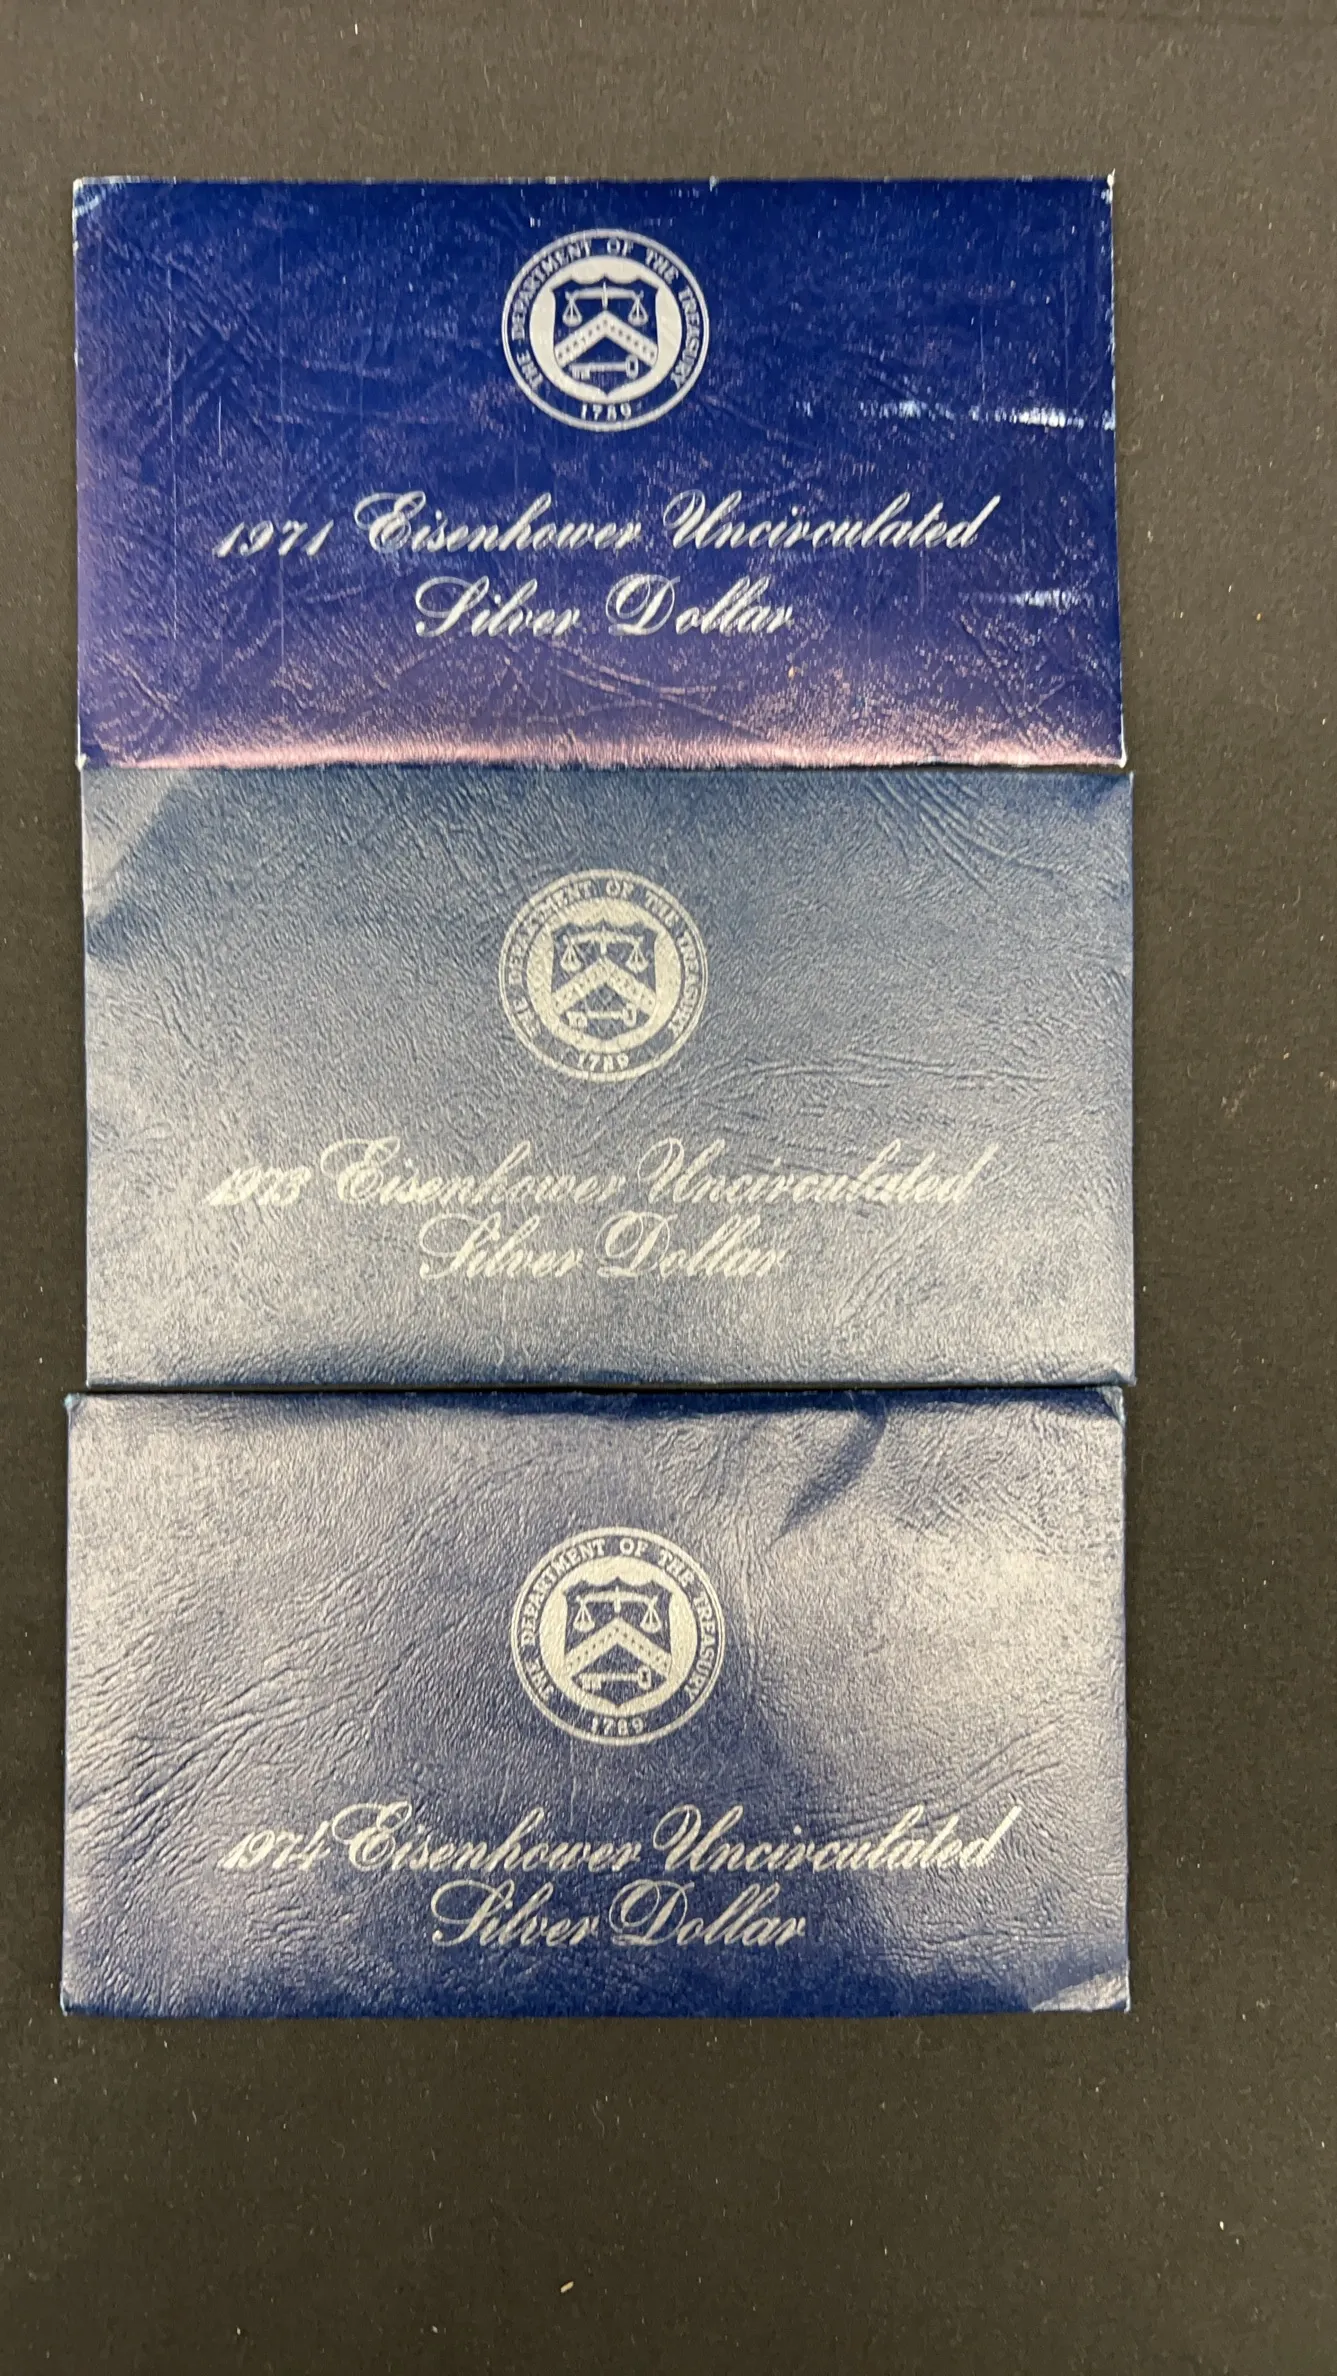 THE DEPARTMENT OF THE TREASURY
1789
1971 Eisenhower Uncirculated
Silver Dollar
THE DEPARTMENT OF THE TREASURY
1789
1973 Eisenhower Uncirculated
Silver Dollar
THE DEPARTMENT OF THE TREASURY
1789
1974 Eisenhower Uncirculated
Silver Dollar